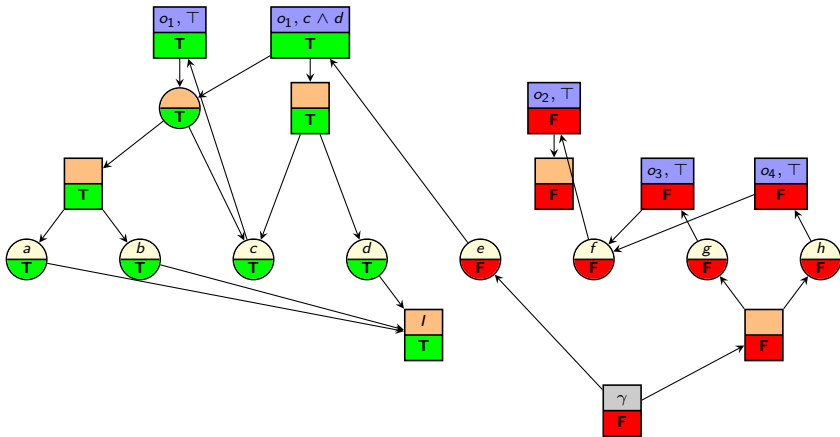 o₁, ⊤
T
o₁, c ∧ d
T
T
T
o₂, ⊤
F
F
T
o₃, ⊤
F
o₄, ⊤
F
a
T
b
T
c
T
d
T
e
F
f
F
g
F
h
F
I
T
F
γ
F